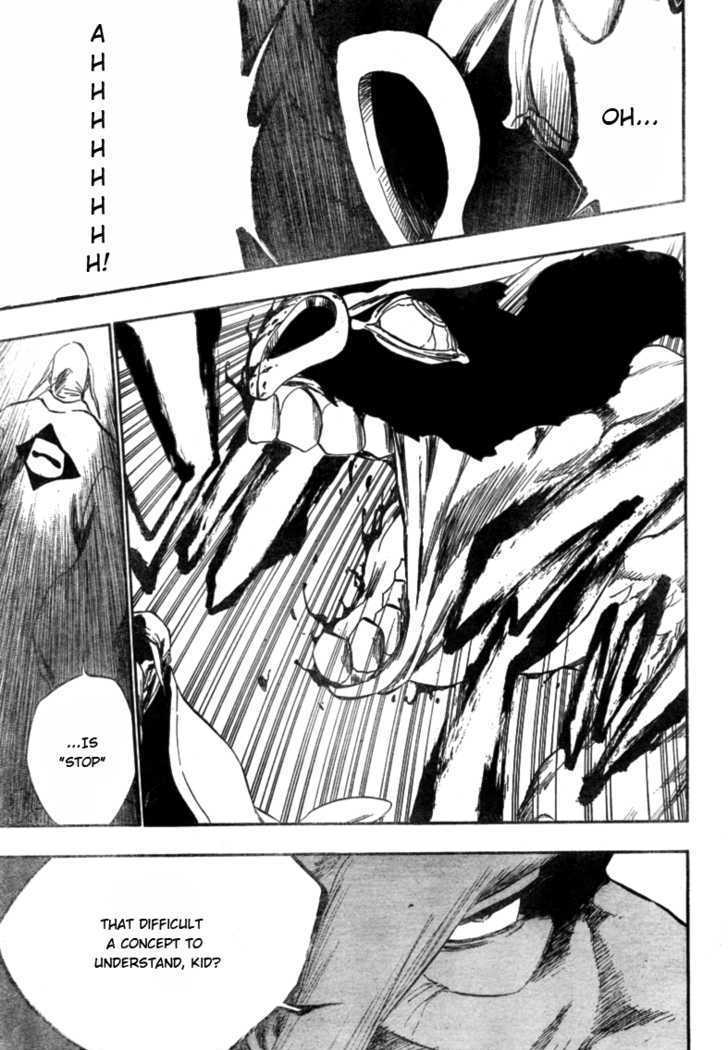 OH...
A
H
H
H
H
H
H
H
H!
...IS
"STOP"
THAT DIFFICULT
A CONCEPT TO
UNDERSTAND, KID?